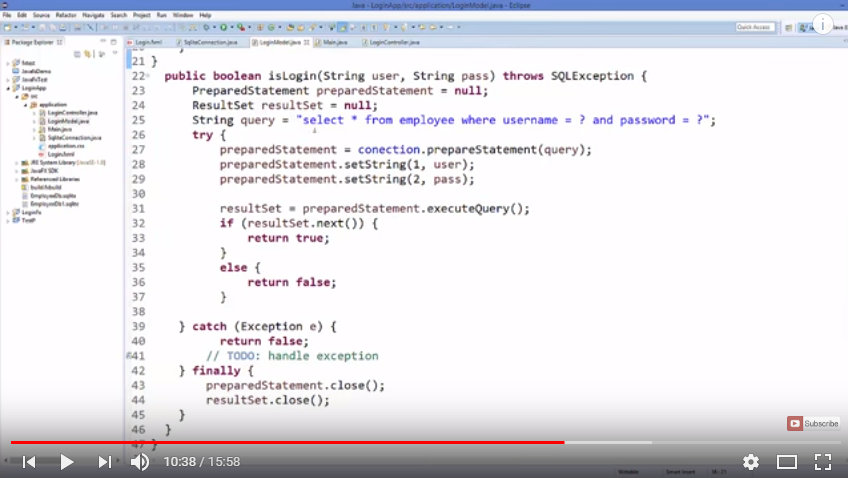 Java - LoginApp/src/application/LoginModel.java - Eclipse
File Edit Source Refactor Navigate Search Project Run Window Help
Quick Access
Package Explorer
Login.fxml SqliteConnection.java LoginModel.java Main.java LoginController.java
JavafxDemo
JavaFxTest
LoginApp
src
application
LoginController.java
LoginModel.java
Main.java
SqliteConnection.java
application.css
Login.fxml
JRE System Library [JavaSE-1.8]
JavaFX SDK
Referenced Libraries
build.fxbuild
EmployeeDb.sqlite
EmployeeDb1.sqlite
LoginFx
TestP
21 }
22 public boolean isLogin(String user, String pass) throws SQLException {
23 PreparedStatement preparedStatement = null;
24 ResultSet resultSet = null;
25 String query = "select * from employee where username = ? and password = ?";
26 try {
27 preparedStatement = conection.prepareStatement(query);
28 preparedStatement.setString(1, user);
29 preparedStatement.setString(2, pass);
30
31 resultSet = preparedStatement.executeQuery();
32 if (resultSet.next()) {
33 return true;
34 }
35 else {
36 return false;
37 }
38
39 } catch (Exception e) {
40 return false;
41 // TODO: handle exception
42 } finally {
43 preparedStatement.close();
44 resultSet.close();
45 }
46 }
47 }
Subscribe
10:38 / 15:58
Writable Smart Insert